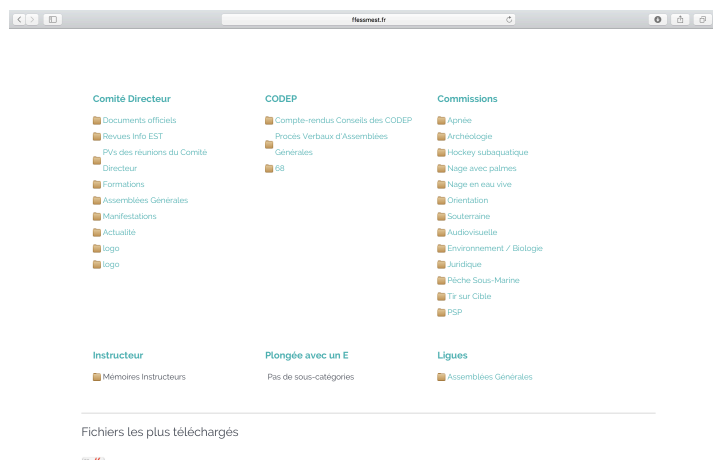 ffessmest.fr
Comité Directeur
Documents officiels
Revues Info EST
PVs des réunions du Comité
Directeur
Formations
Assemblées Générales
Manifestations
Actualité
logo
logo
CODEP
Compte-rendus Conseils des CODEP
Procès Verbaux d'Assemblées
Générales
68
Commissions
Apnée
Archéologie
Hockey subaquatique
Nage avec palmes
Nage en eau vive
Orientation
Souterraine
Audiovisuelle
Environnement / Biologie
Juridique
Pêche Sous-Marine
Tir sur Cible
PSP
Instructeur
Mémoires Instructeurs
Plongée avec un E
Pas de sous-catégories
Ligues
Assemblées Générales
Fichiers les plus téléchargés